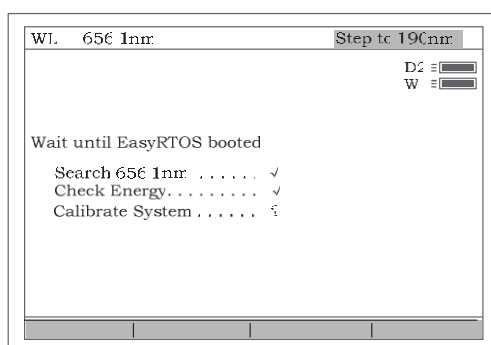 WL 656.1nm Step to 190nm
D2
W
Wait until EasyRTOS booted
Search 656.1nm ...... √
Check Energy......... √
Calibrate System ......